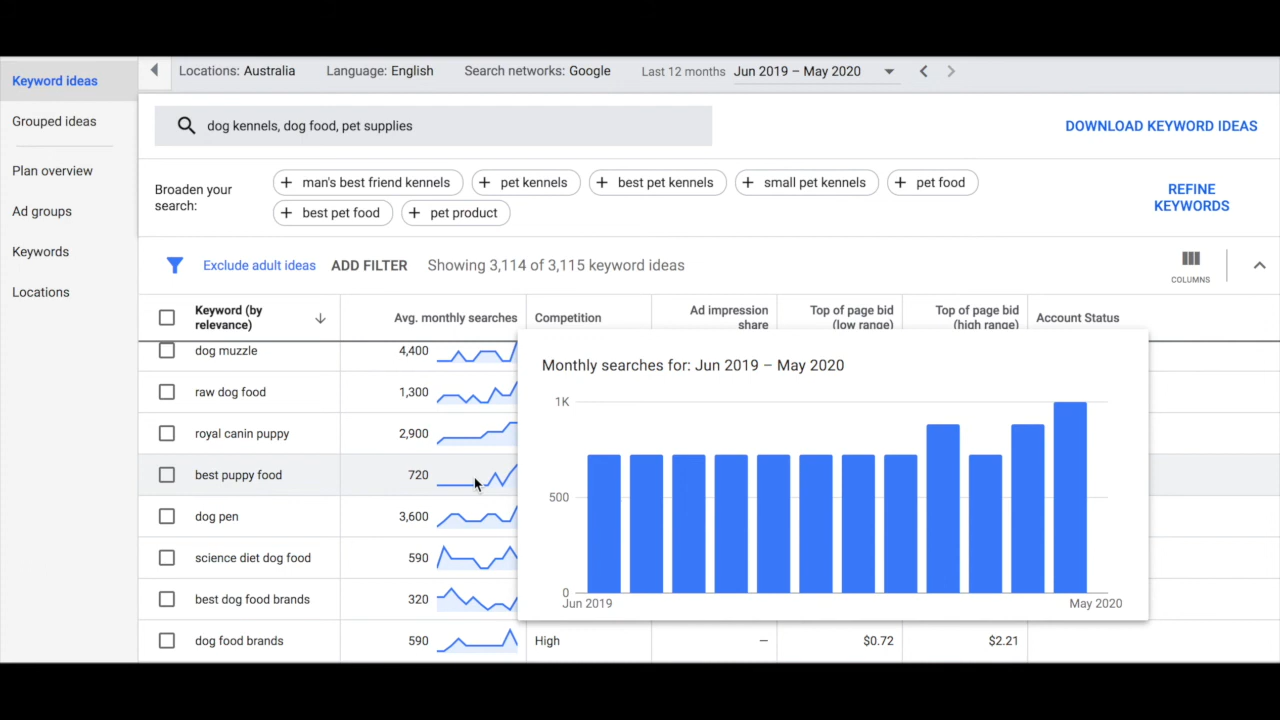 Keyword ideas
Grouped ideas
Plan overview
Ad groups
Keywords
Locations
Locations: Australia Language: English Search networks: Google Last 12 months Jun 2019 – May 2020
dog kennels, dog food, pet supplies
DOWNLOAD KEYWORD IDEAS
Broaden your search:
man's best friend kennels pet kennels best pet kennels small pet kennels pet food
best pet food pet product
REFINE KEYWORDS
Exclude adult ideas ADD FILTER Showing 3,114 of 3,115 keyword ideas
COLUMNS
Keyword (by relevance) Avg. monthly searches Competition Ad impression share Top of page bid (low range) Top of page bid (high range) Account Status
dog muzzle 4,400
raw dog food 1,300
royal canin puppy 2,900
best puppy food 720
dog pen 3,600
science diet dog food 590
best dog food brands 320
dog food brands 590 High – $0.72 $2.21
Monthly searches for: Jun 2019 – May 2020
1K
500
0
Jun 2019 May 2020